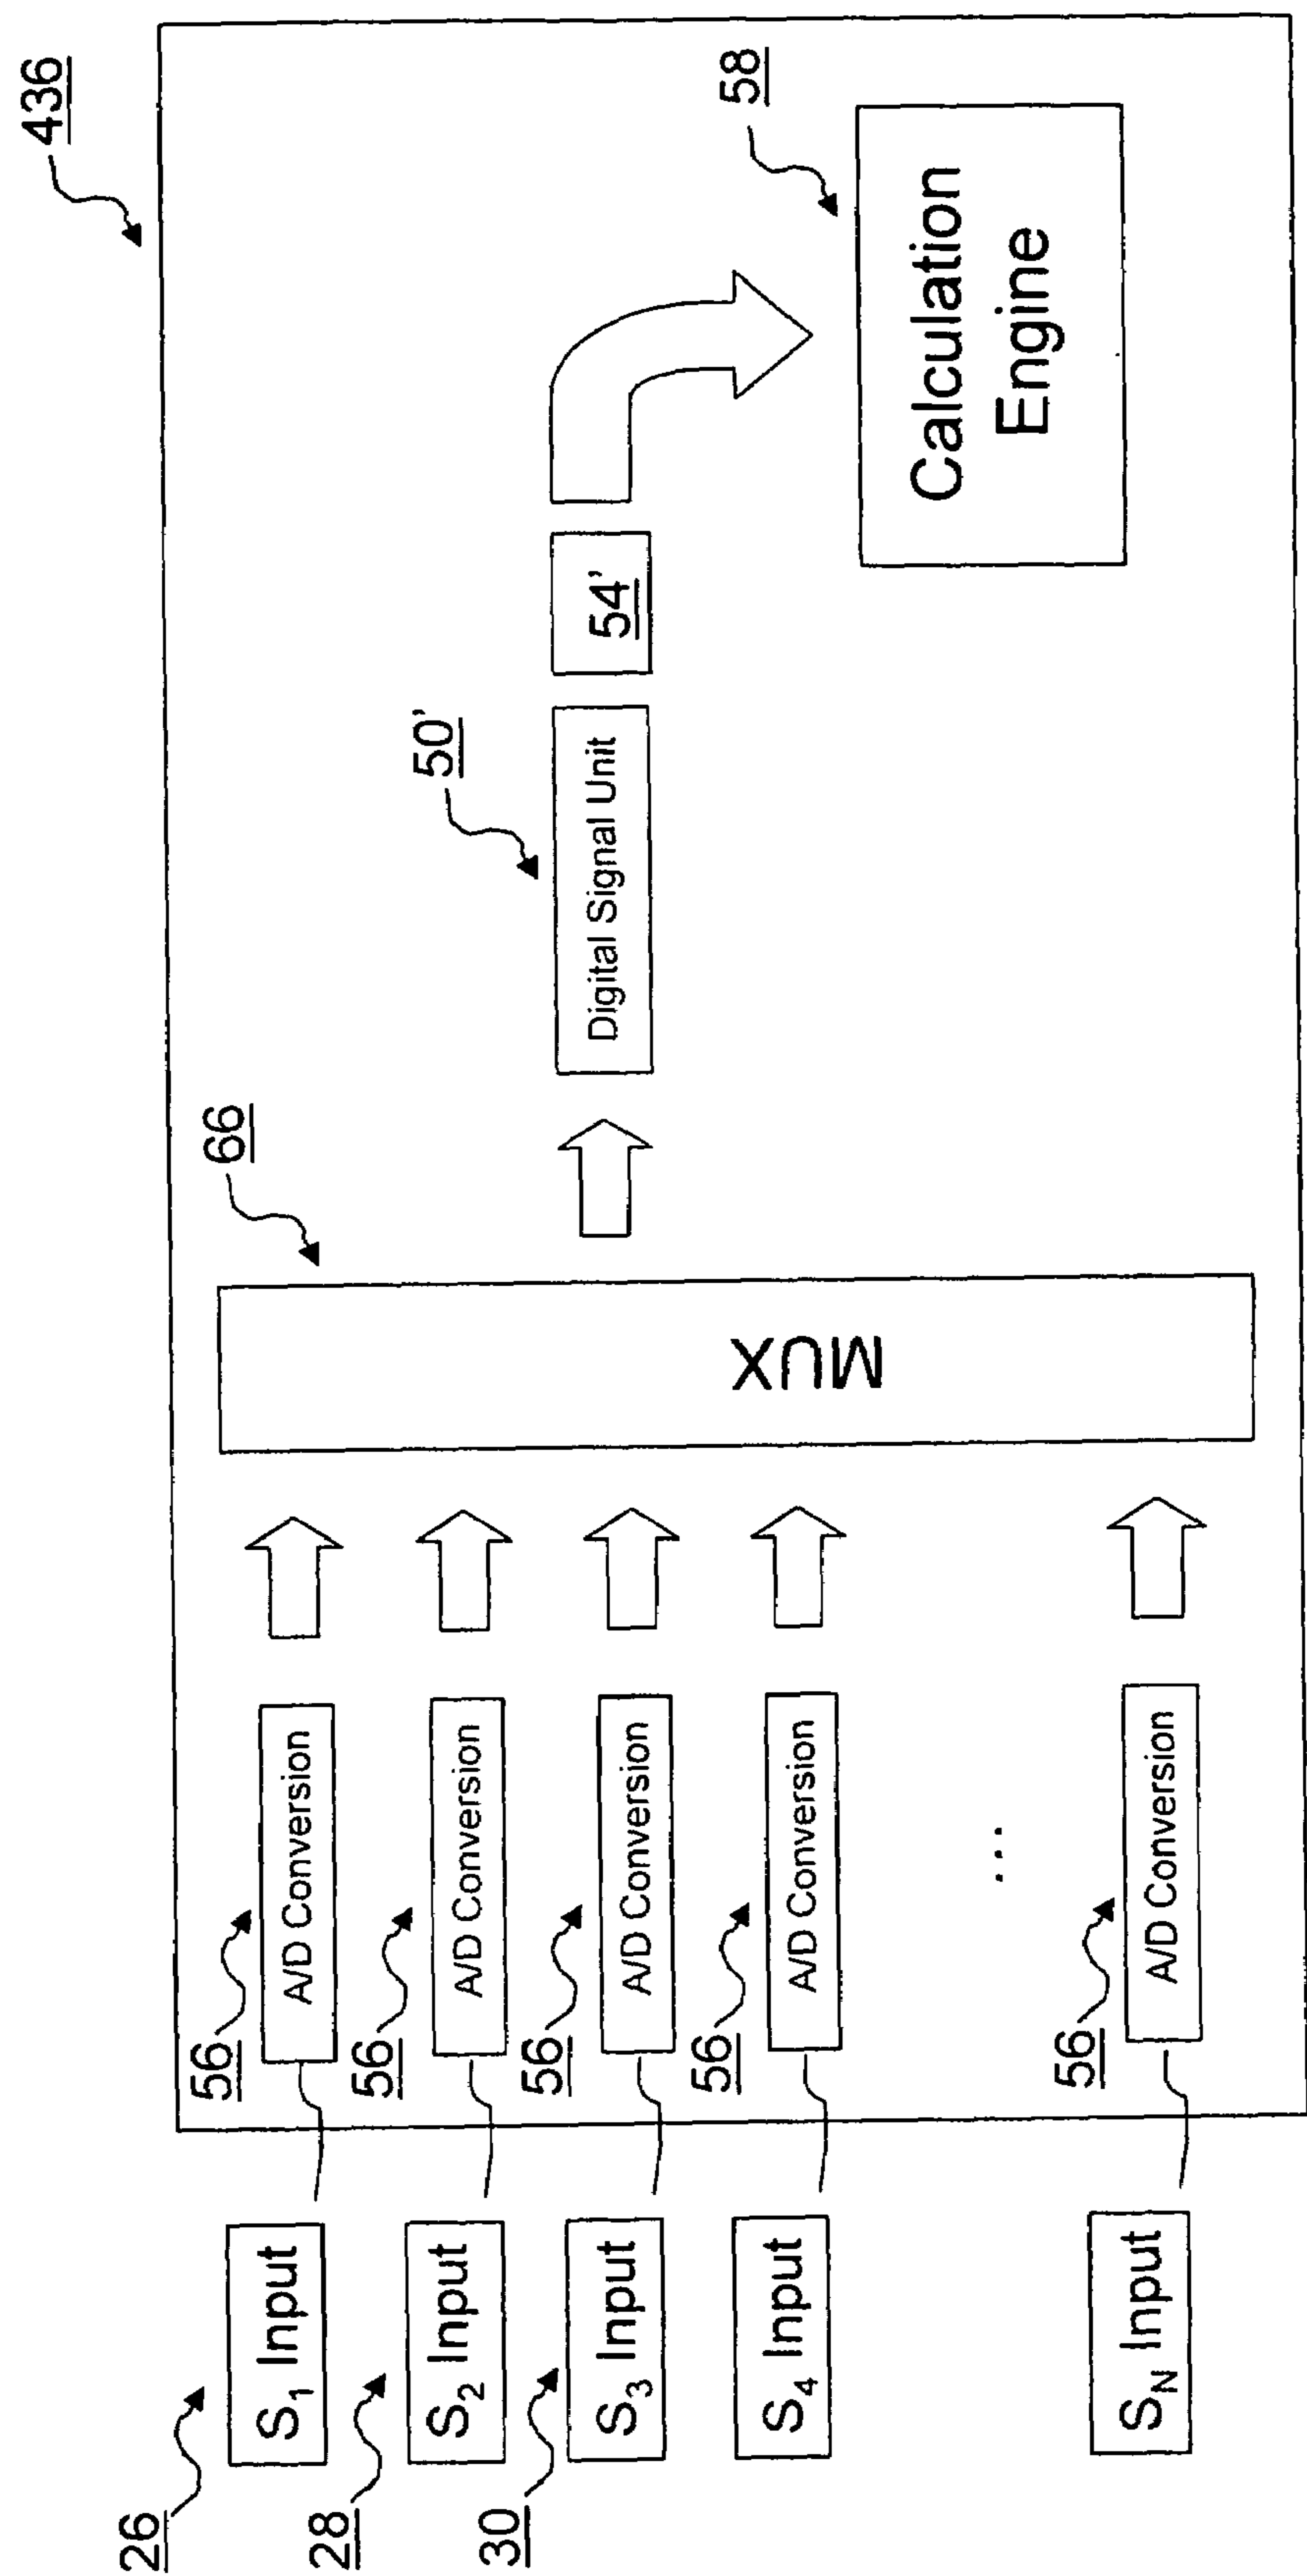 436
26
S₁ Input
56
A/D Conversion
28
S₂ Input
56
A/D Conversion
30
S₃ Input
56
A/D Conversion
S₄ Input
56
A/D Conversion
...
S_N Input
56
A/D Conversion
66
MUX
50'
Digital Signal Unit
54'
58
Calculation
Engine